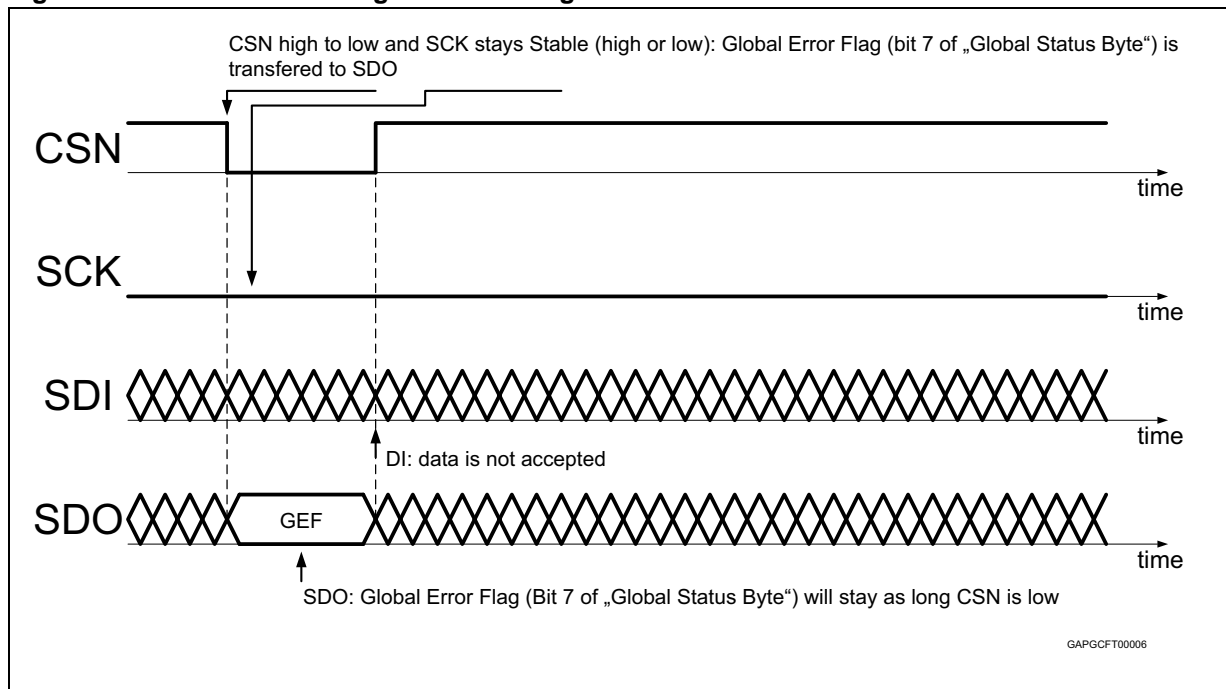 CSN high to low and SCK stays Stable (high or low): Global Error Flag (bit 7 of „Global Status Byte“) is
transfered to SDO
CSN
time
SCK
time
SDI
time
DI: data is not accepted
SDO
GEF
time
SDO: Global Error Flag (Bit 7 of „Global Status Byte“) will stay as long CSN is low
GAPGCFT00006